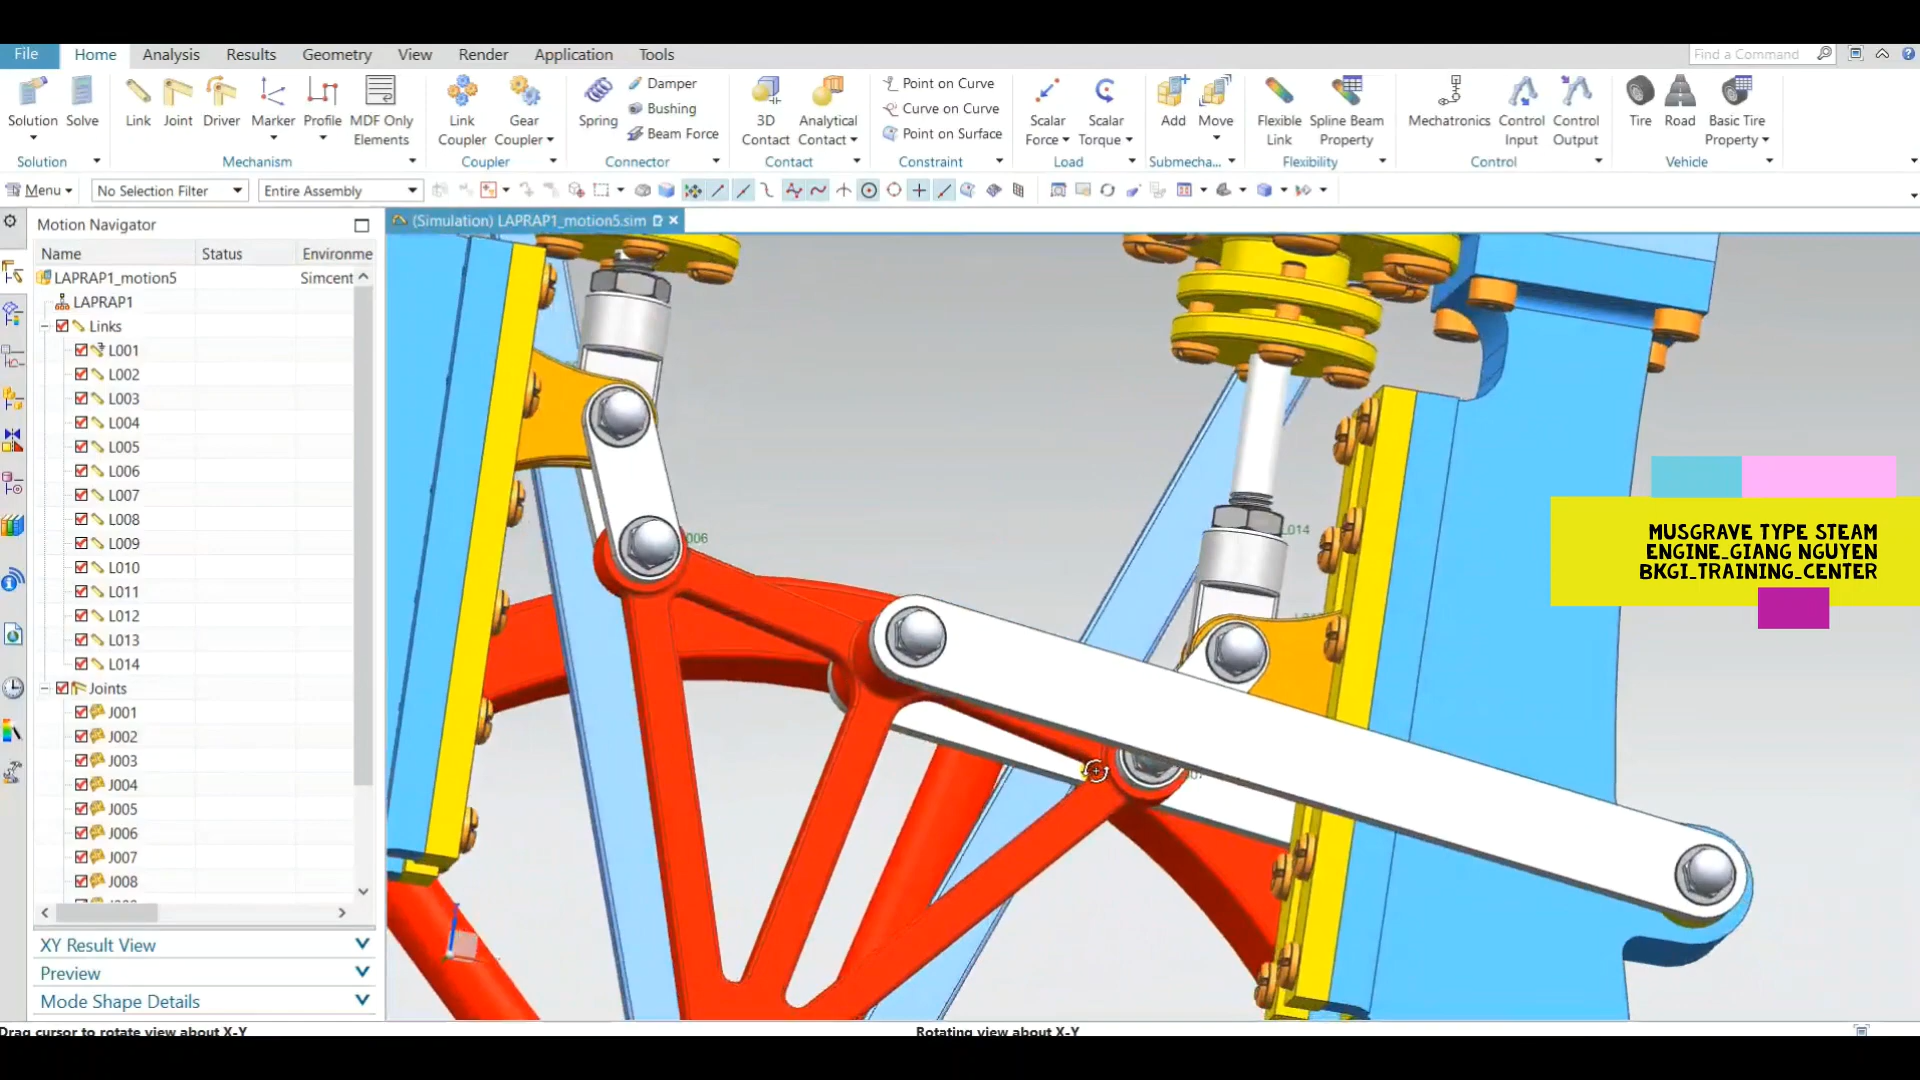 File Home Analysis Results Geometry View Render Application Tools Find a Command
Solution Solve Link Joint Driver Marker Profile MDF Only Elements
Link Coupler Gear Coupler Spring Damper Bushing Beam Force
3D Contact Analytical Contact Point on Curve Curve on Curve Point on Surface
Scalar Force Scalar Torque Add Move Flexible Link Spline Beam Property
Mechatronics Control Input Control Output Tire Road Basic Tire Property
Solution Mechanism Coupler Connector Contact Constraint Load Submecha... Flexibility Control Vehicle
Menu No Selection Filter Entire Assembly
Motion Navigator
(Simulation) LAPRAP1_motion5.sim
Name Status Environme
LAPRAP1_motion5 Simcent
LAPRAP1
Links
L001
L002
L003
L004
L005
L006
L007
L008
L009
L010
L011
L012
L013
L014
Joints
J001
J002
J003
J004
J005
J006
J007
J008
XY Result View
Preview
Mode Shape Details
006
L014
MUSGRAVE TYPE STEAM
ENGINE_GIANG NGUYEN
BKGI_TRAINING_CENTER
Drag cursor to rotate view about X-Y
Rotating view about X-Y